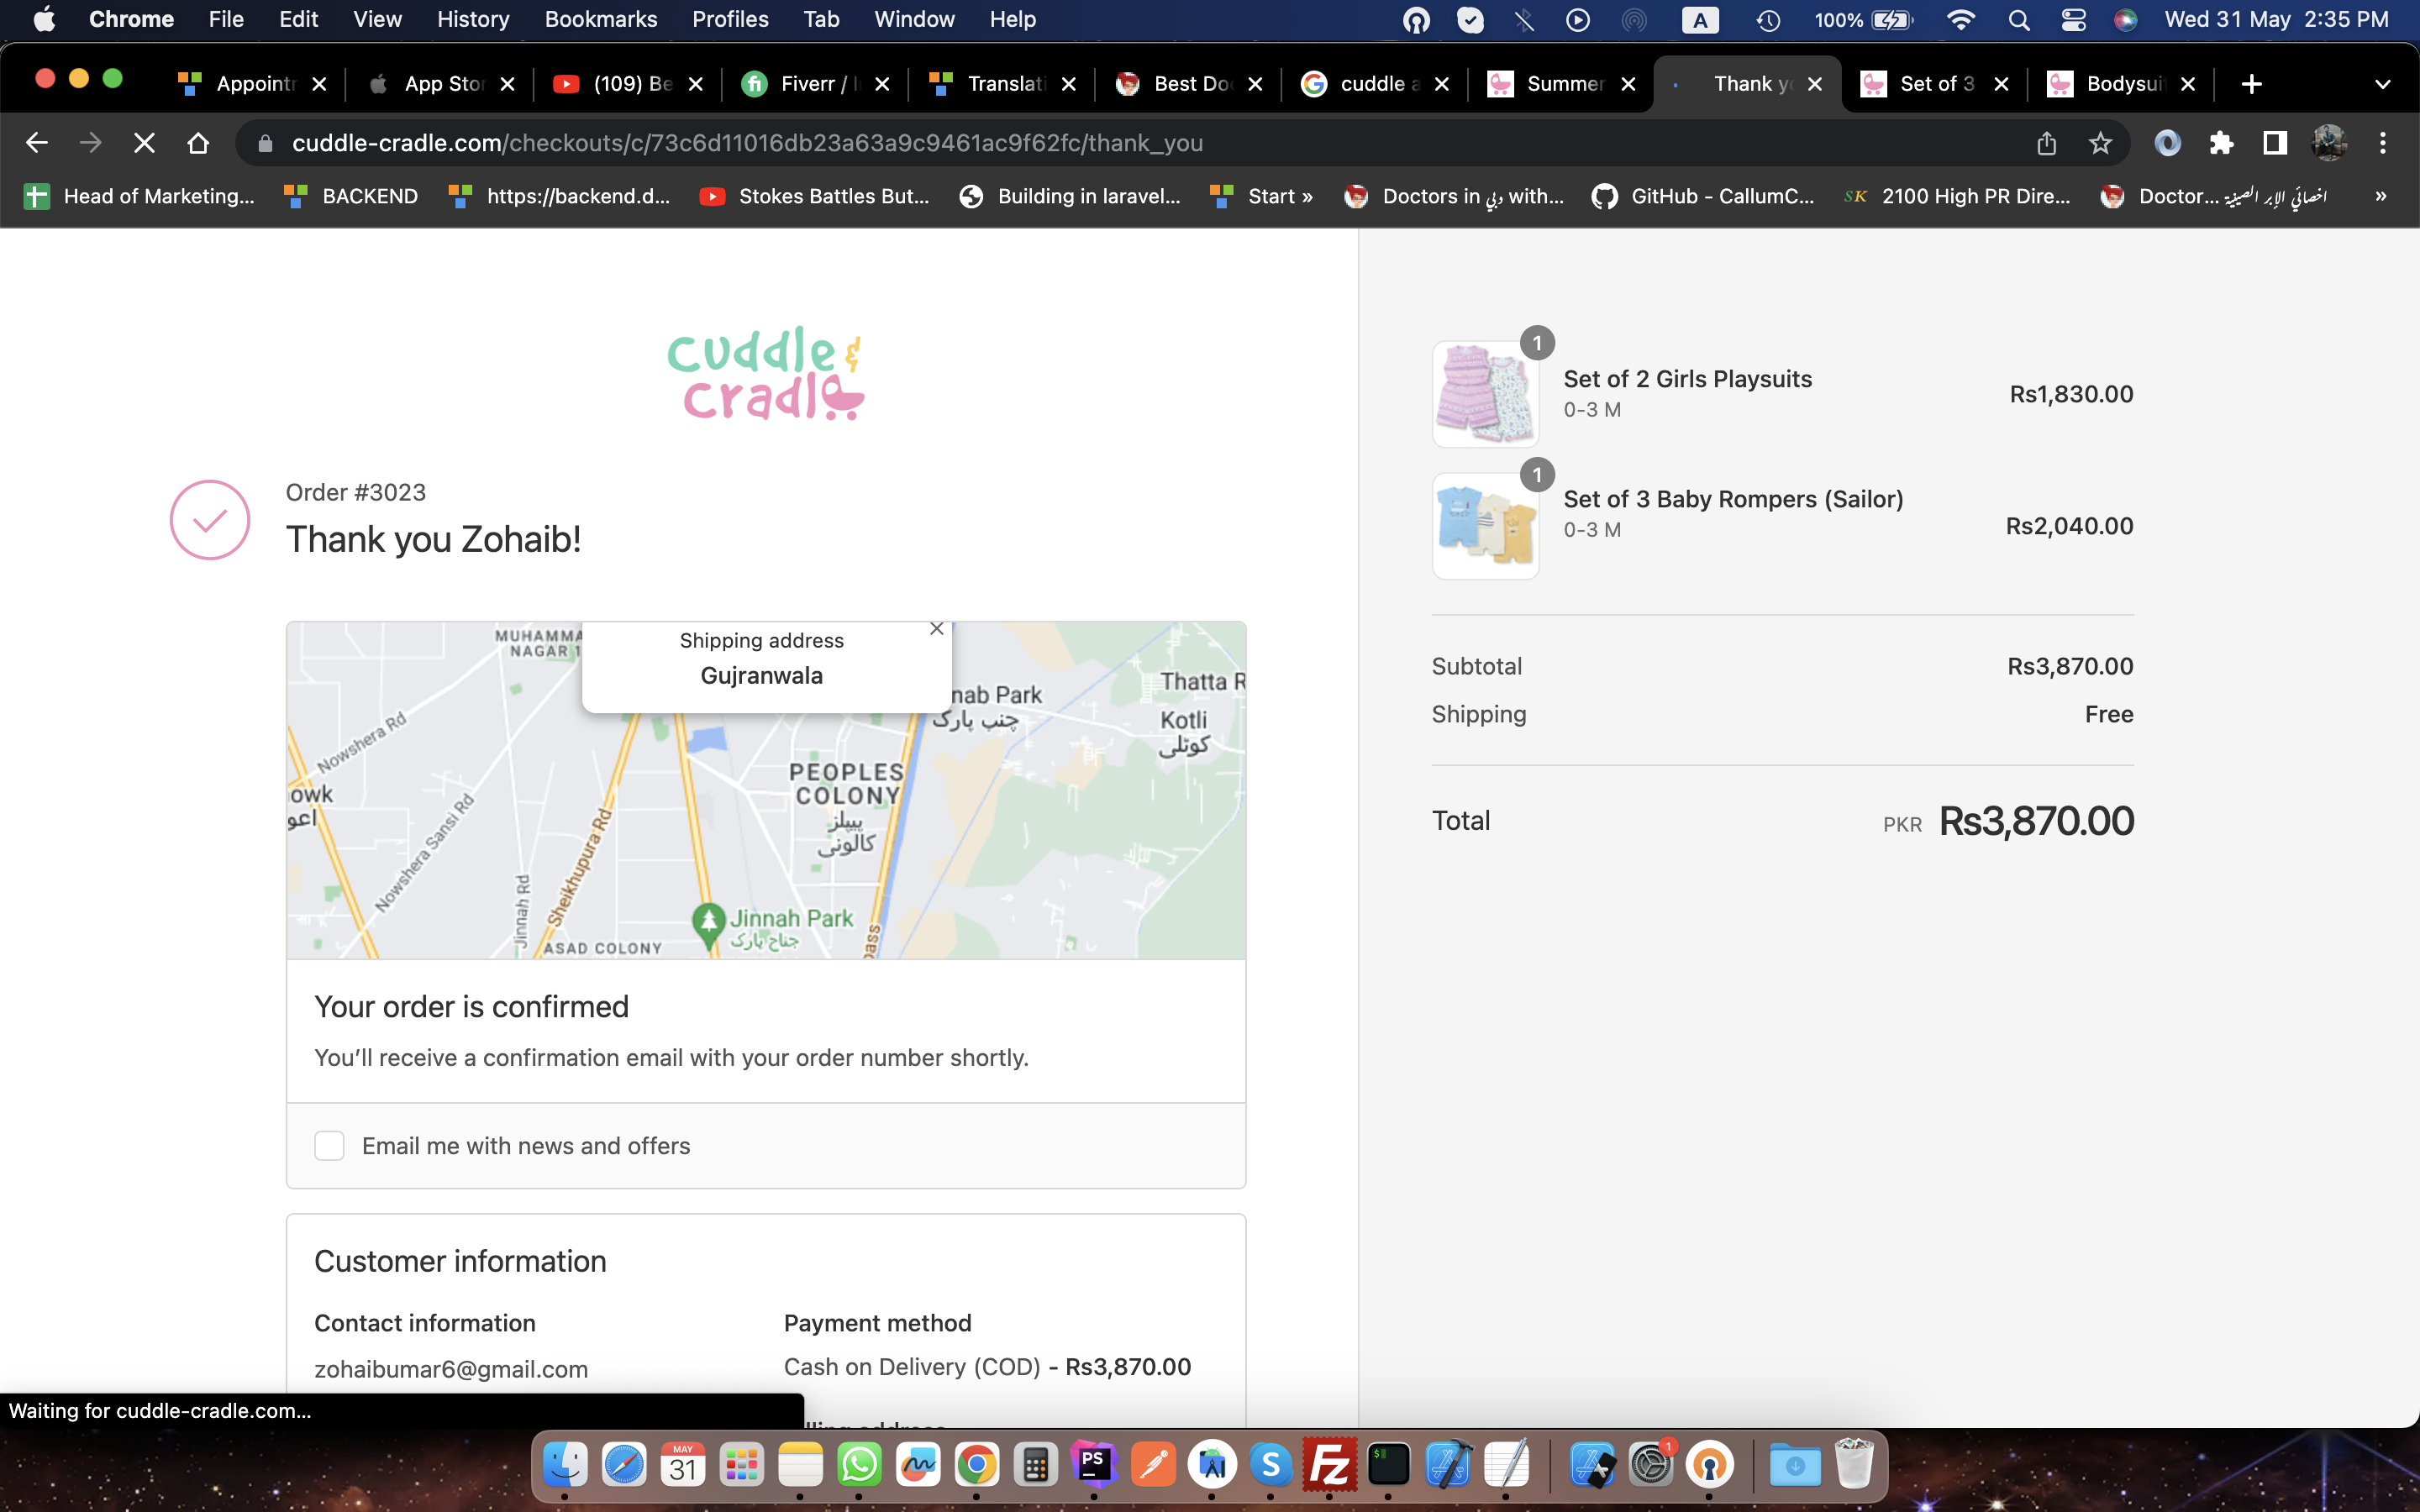 Chrome File Edit View History Bookmarks Profiles Tab Window Help A 100% Wed 31 May 2:35 PM
Appointr App Stor (109) Be Fiverr / I Translati Best Do cuddle a Summer Thank yo Set of 3 Bodysui
cuddle-cradle.com/checkouts/c/73c6d11016db23a63a9c9461ac9f62fc/thank_you
Head of Marketing... BACKEND https://backend.d... Stokes Battles But... Building in laravel... Start » Doctors in دبي with... GitHub - CallumC... SK 2100 High PR Dire... Doctor... اخصائي الإبر الصينية »
cuddle &
cradle
Order #3023
Thank you Zohaib!
Shipping address
Gujranwala
MUHAMMA
NAGAR 1
nab Park
چنب پارک
Thatta R
Kotli
کوٹلی
Nowshera Rd
owk
اعو
Nowshera Sansi Rd
Jinnah Rd
Sheikhupura Rd
PEOPLES
COLONY
پیپلز
کالونی
Jinnah Park
جناح پارک
ASAD COLONY
pass
Your order is confirmed
You’ll receive a confirmation email with your order number shortly.
Email me with news and offers
Customer information
Contact information
zohaibumar6@gmail.com
Payment method
Cash on Delivery (COD) - Rs3,870.00
1
Set of 2 Girls Playsuits
0-3 M
Rs1,830.00
1
Set of 3 Baby Rompers (Sailor)
0-3 M
Rs2,040.00
Subtotal Rs3,870.00
Shipping Free
Total PKR Rs3,870.00
Waiting for cuddle-cradle.com...
MAY
31
PS
S
Fz
1